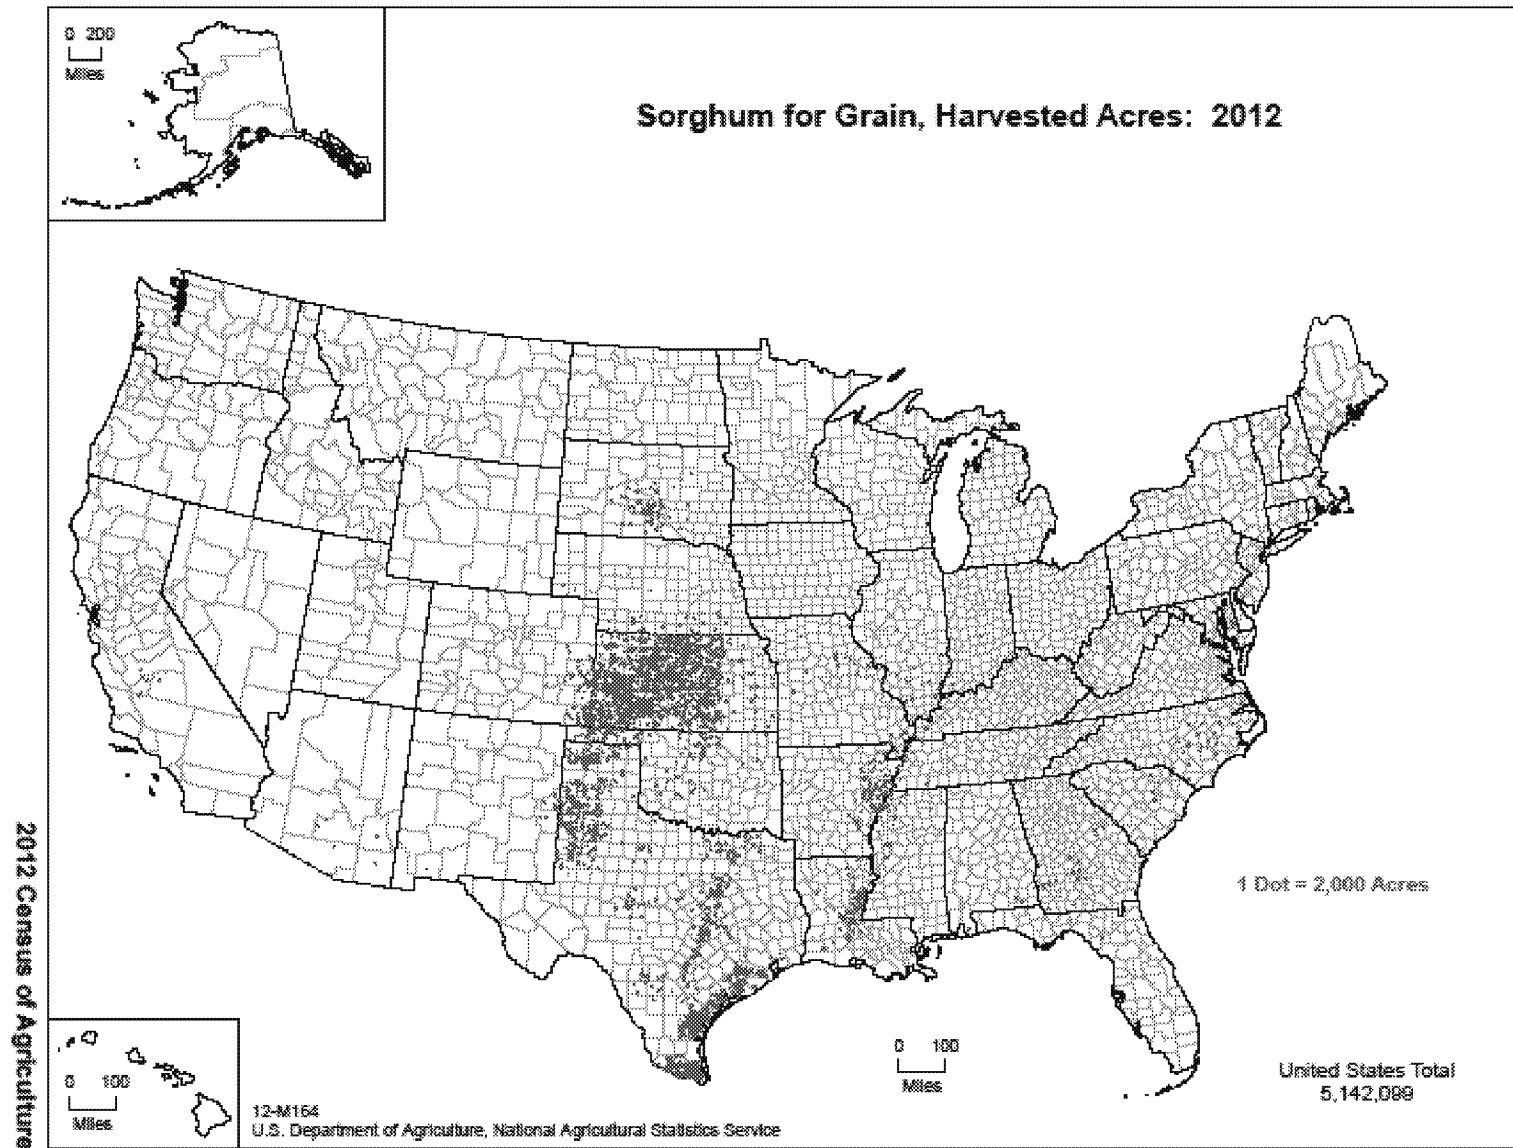 0 200
Miles
Sorghum for Grain, Harvested Acres: 2012
1 Dot = 2,000 Acres
0 100
Miles
United States Total
5,142,099
0 100
Miles
12-M164
U.S. Department of Agriculture, National Agricultural Statistics Service
2012 Census of Agriculture